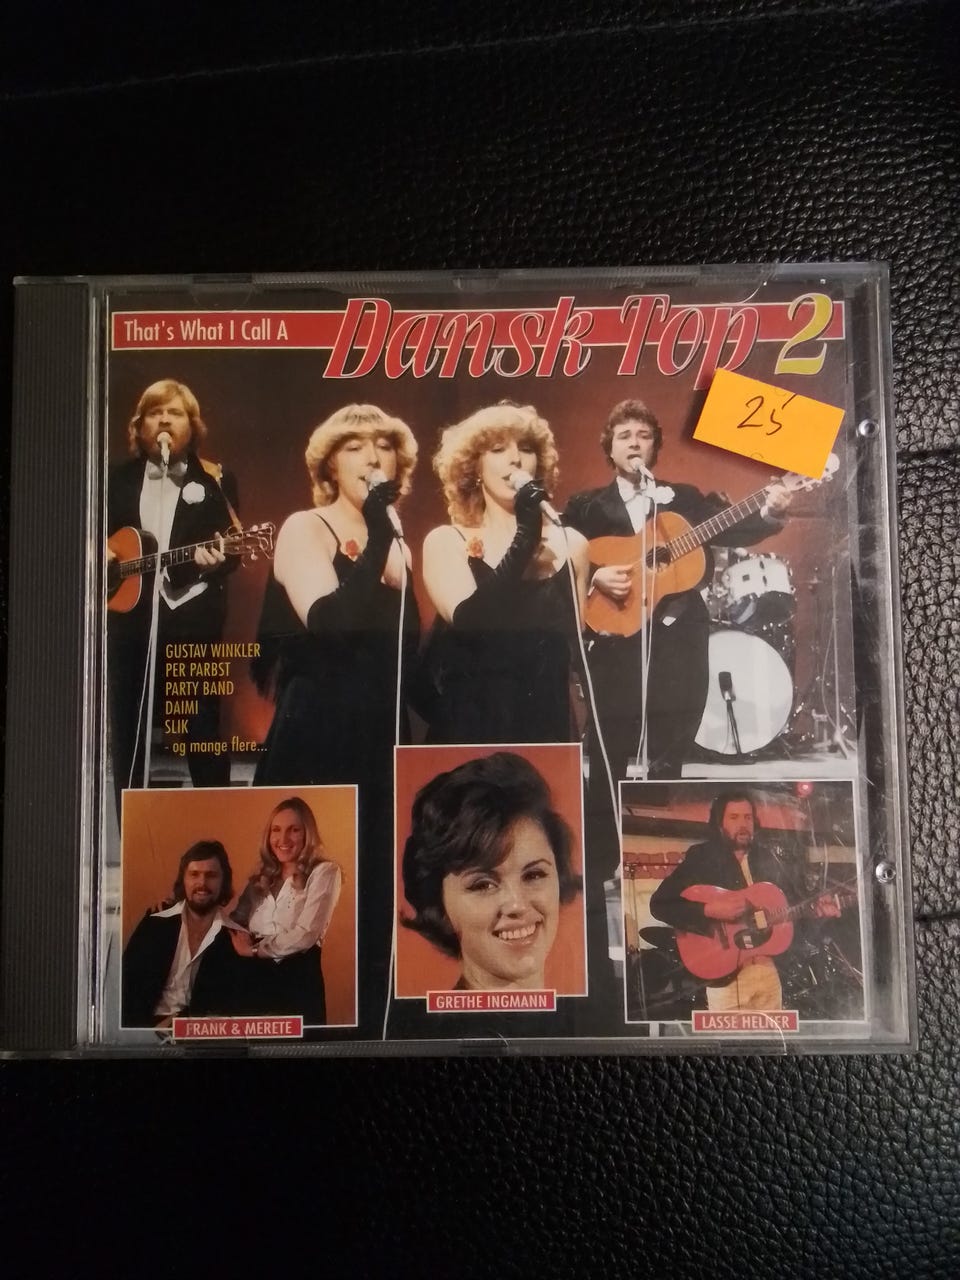 That's What I Call A Dansk Top 2
25
GUSTAV WINKLER
PER PARBST
PARTY BAND
DAIMI
SLIK
- og mange flere...
FRANK & MERETE
GRETHE INGMANN
LASSE HELNER